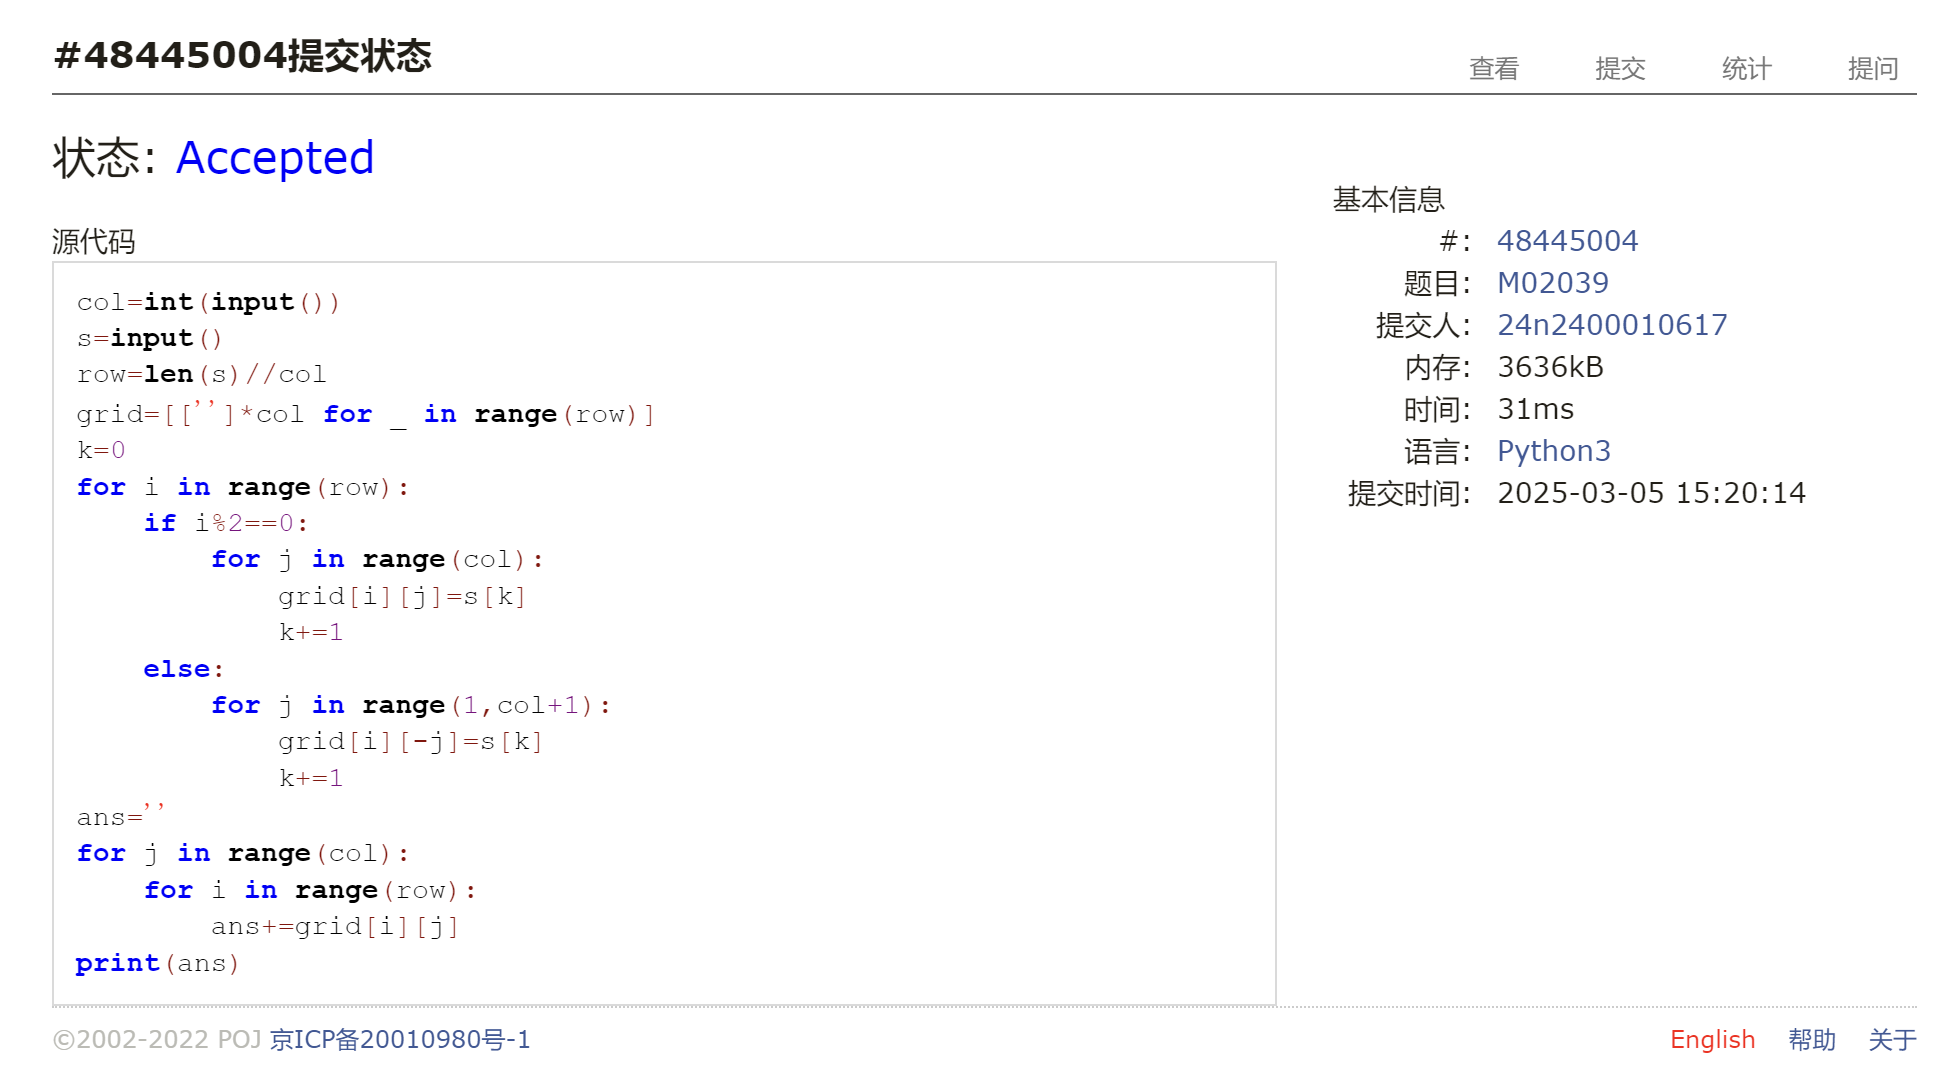 #48445004提交状态
查看 提交 统计 提问
状态: Accepted
源代码
col=int(input())
s=input()
row=len(s)//col
grid=[['']*col for _ in range(row)]
k=0
for i in range(row):
    if i%2==0:
        for j in range(col):
            grid[i][j]=s[k]
            k+=1
    else:
        for j in range(1,col+1):
            grid[i][-j]=s[k]
            k+=1
ans=''
for j in range(col):
    for i in range(row):
        ans+=grid[i][j]
print(ans)
基本信息
#: 48445004
题目: M02039
提交人: 24n2400010617
内存: 3636kB
时间: 31ms
语言: Python3
提交时间: 2025-03-05 15:20:14
©2002-2022 POJ 京ICP备20010980号-1
English 帮助 关于